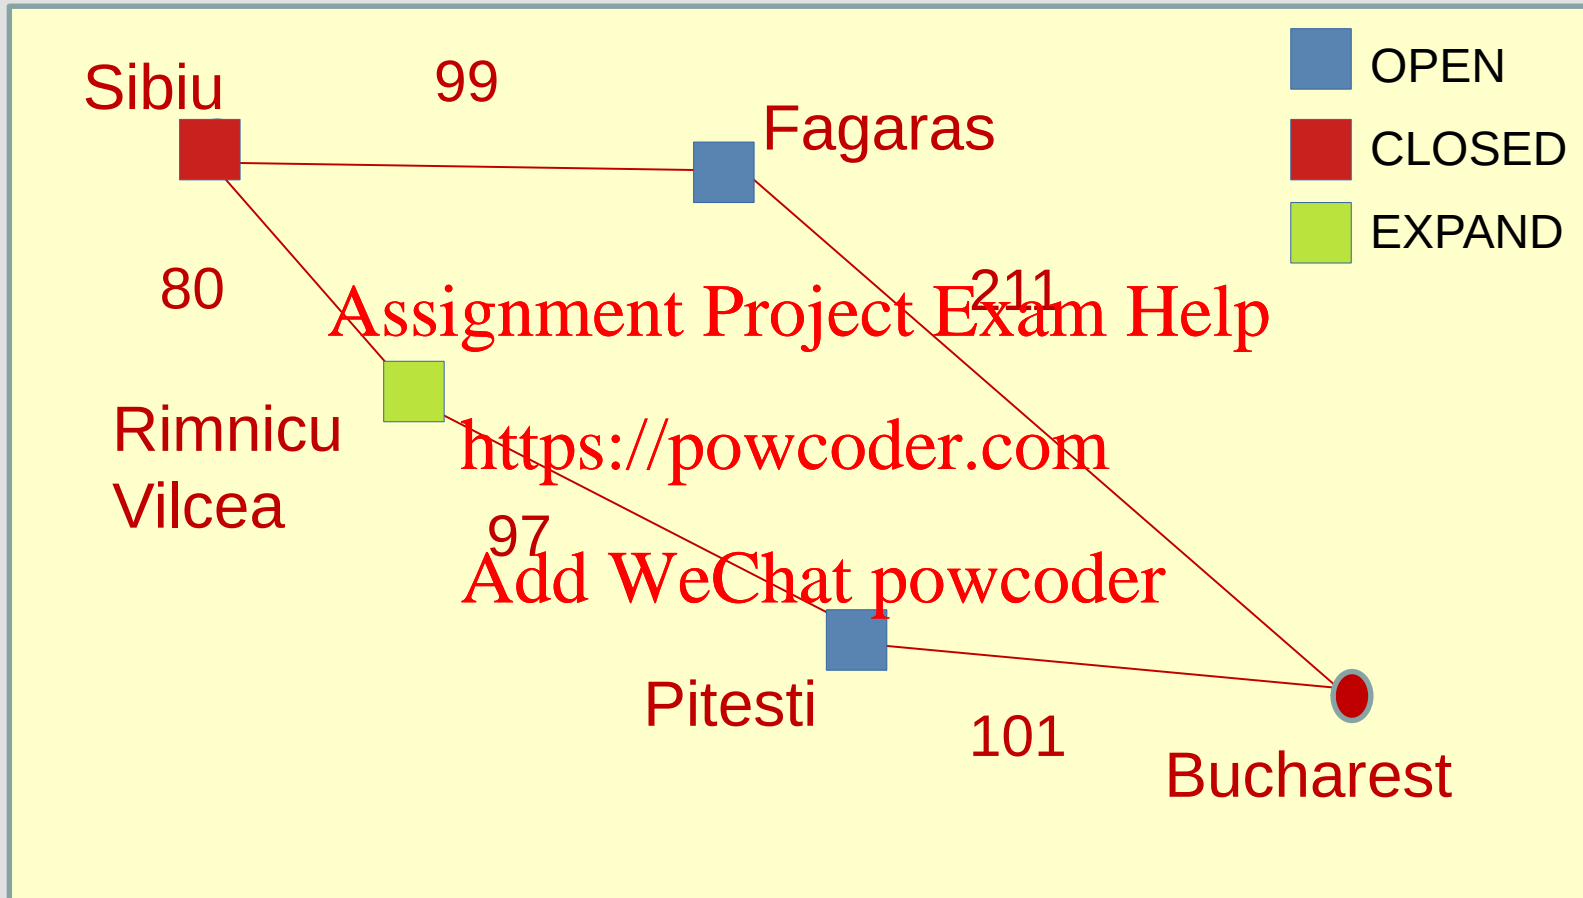 Sibiu
99
Fagaras
OPEN
CLOSED
EXPAND
80
211
Assignment Project Exam Help
Rimnicu
Vilcea
https://powcoder.com
97
Add WeChat powcoder
Pitesti
101
Bucharest